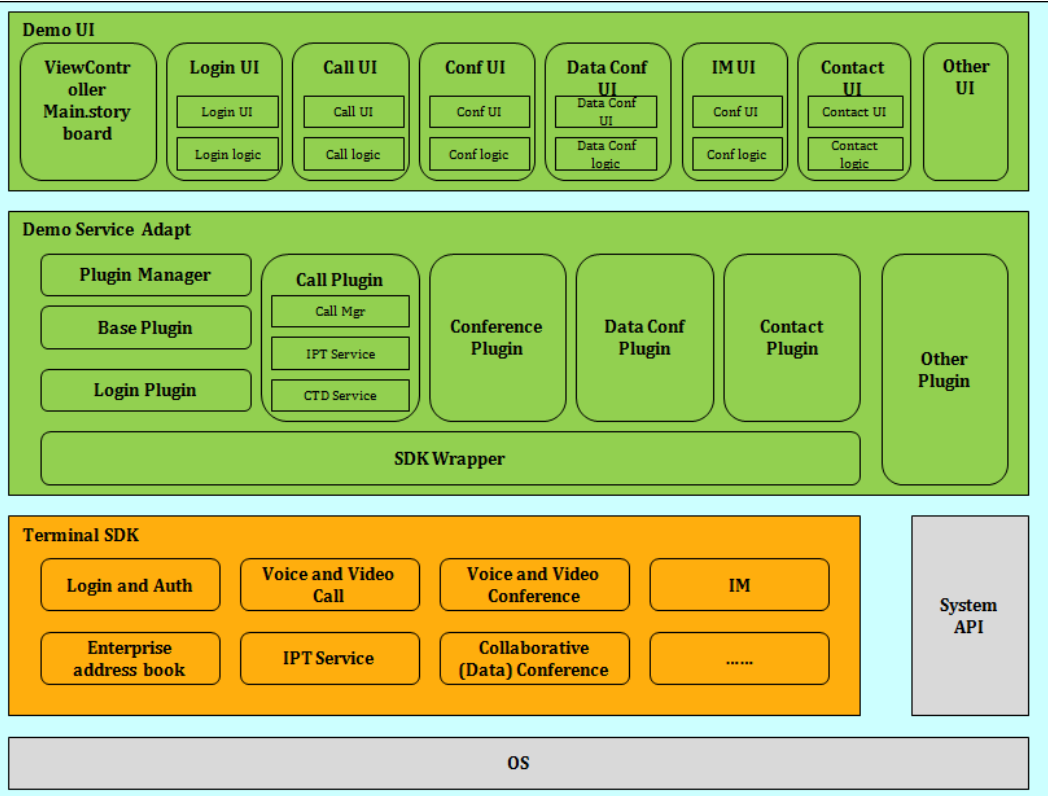 Demo UI
ViewContr
oller
Main.story
board
Login UI
Login UI
Login logic
Call UI
Call UI
Call logic
Conf UI
Conf UI
Conf logic
Data Conf
UI
Data Conf
UI
Data Conf
logic
IM UI
Conf UI
Conf logic
Contact
UI
Contact UI
Contact
logic
Other
UI
Demo Service Adapt
Plugin Manager
Base Plugin
Login Plugin
Call Plugin
Call Mgr
IPT Service
CTD Service
Conference
Plugin
Data Conf
Plugin
Contact
Plugin
Other
Plugin
SDK Wrapper
Terminal SDK
Login and Auth
Voice and Video
Call
Voice and Video
Conference
IM
Enterprise
address book
IPT Service
Collaborative
(Data) Conference
......
System
API
OS